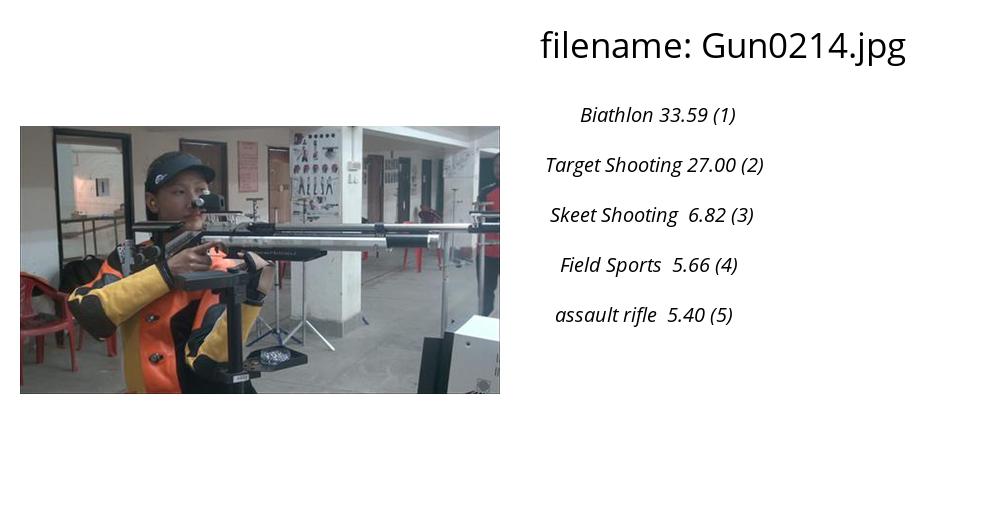 filename: Gun0214.jpg
Biathlon 33.59 (1)
Target Shooting 27.00 (2)
Skeet Shooting 6.82 (3)
Field Sports 5.66 (4)
assault rifle 5.40 (5)